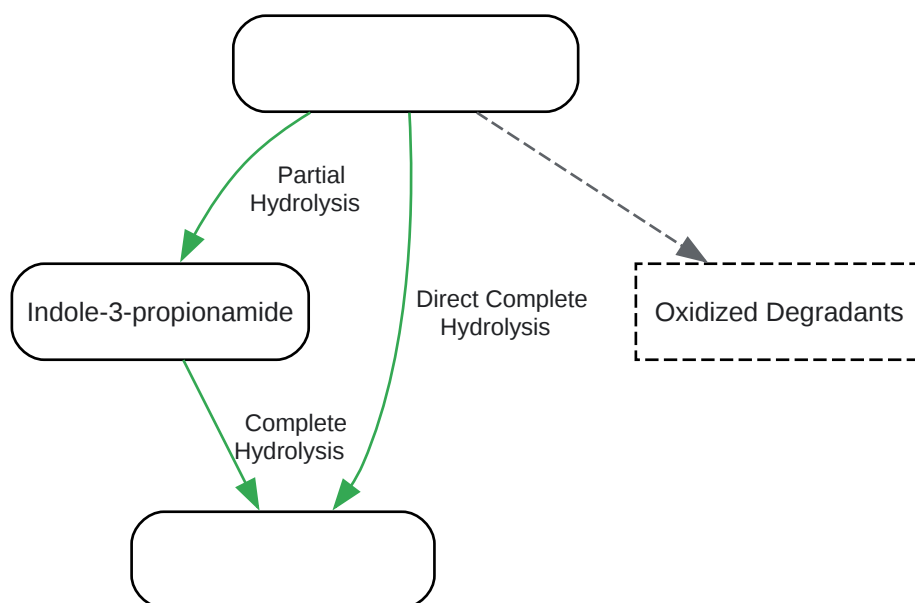 Partial
Hydrolysis
Indole-3-propionamide
Direct Complete
Hydrolysis
Oxidized Degradants
Complete
Hydrolysis